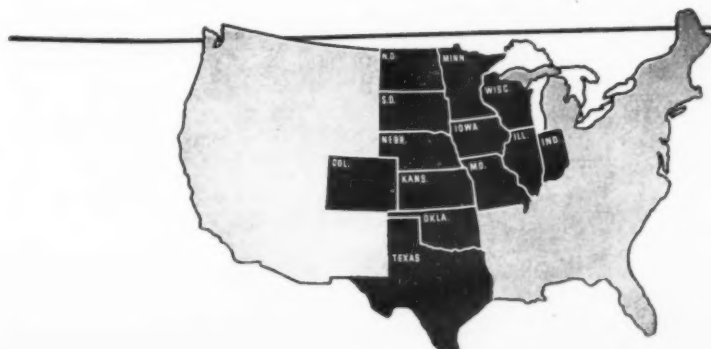 N.D.
MINN.
S.D.
WISC.
NEBR.
IOWA
ILL.
IND.
COL.
KANS.
MO.
OKLA.
TEXAS